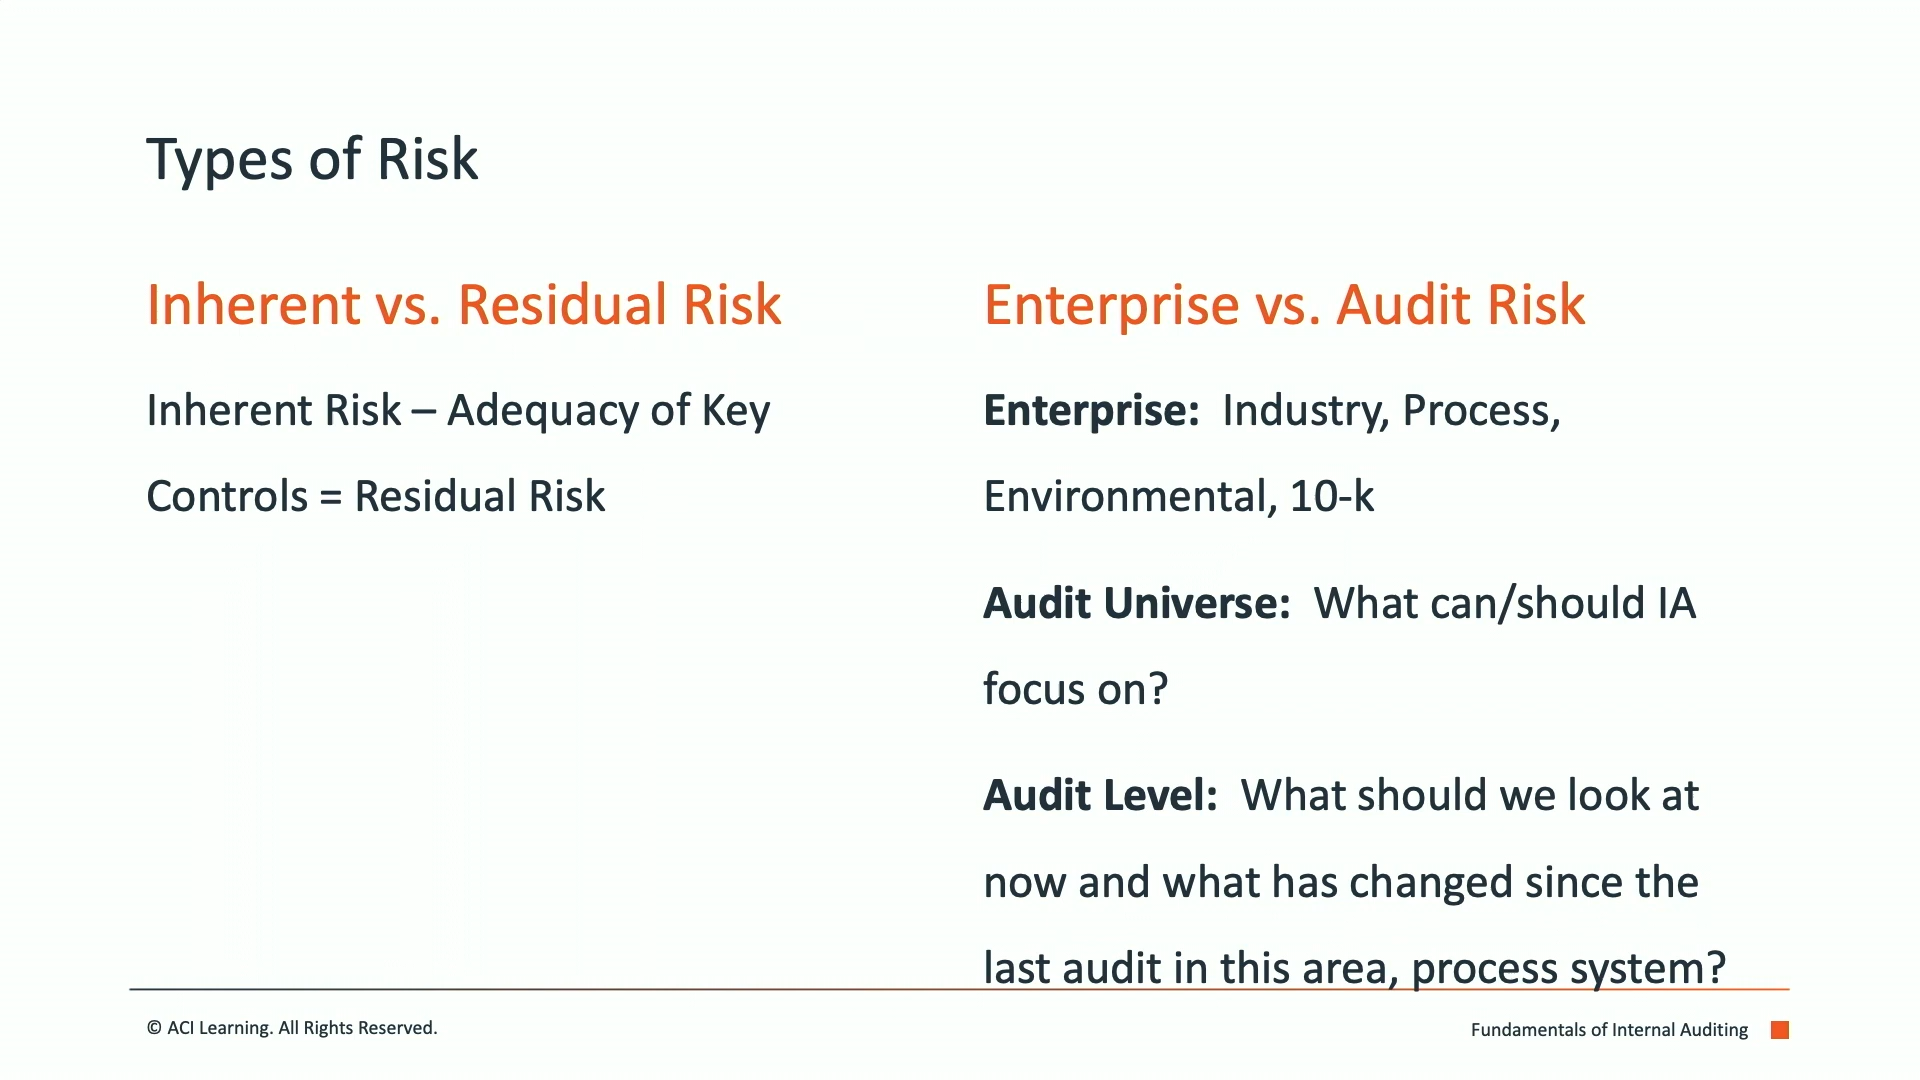 Types of Risk
Inherent vs. Residual Risk
Inherent Risk – Adequacy of Key
Controls = Residual Risk
Enterprise vs. Audit Risk
Enterprise:  Industry, Process,
Environmental, 10-k
Audit Universe:  What can/should IA
focus on?
Audit Level:  What should we look at
now and what has changed since the
last audit in this area, process system?
© ACI Learning. All Rights Reserved.
Fundamentals of Internal Auditing